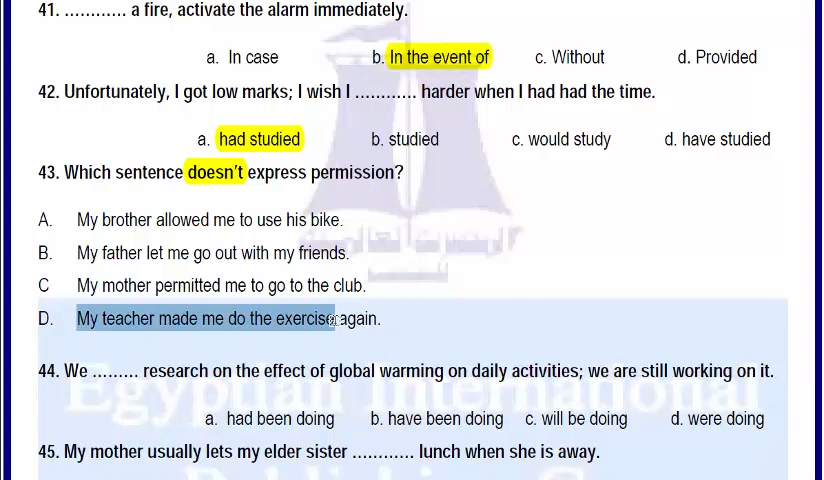 41. ………… a fire, activate the alarm immediately.
a. In case b. In the event of c. Without d. Provided
42. Unfortunately, I got low marks; I wish I ………… harder when I had had the time.
a. had studied b. studied c. would study d. have studied
43. Which sentence doesn't express permission?
A. My brother allowed me to use his bike.
B. My father let me go out with my friends.
C My mother permitted me to go to the club.
D. My teacher made me do the exercise again.
44. We ……… research on the effect of global warming on daily activities; we are still working on it.
Egyptian International
a. had been doing b. have been doing c. will be doing d. were doing
45. My mother usually lets my elder sister ………… lunch when she is away.